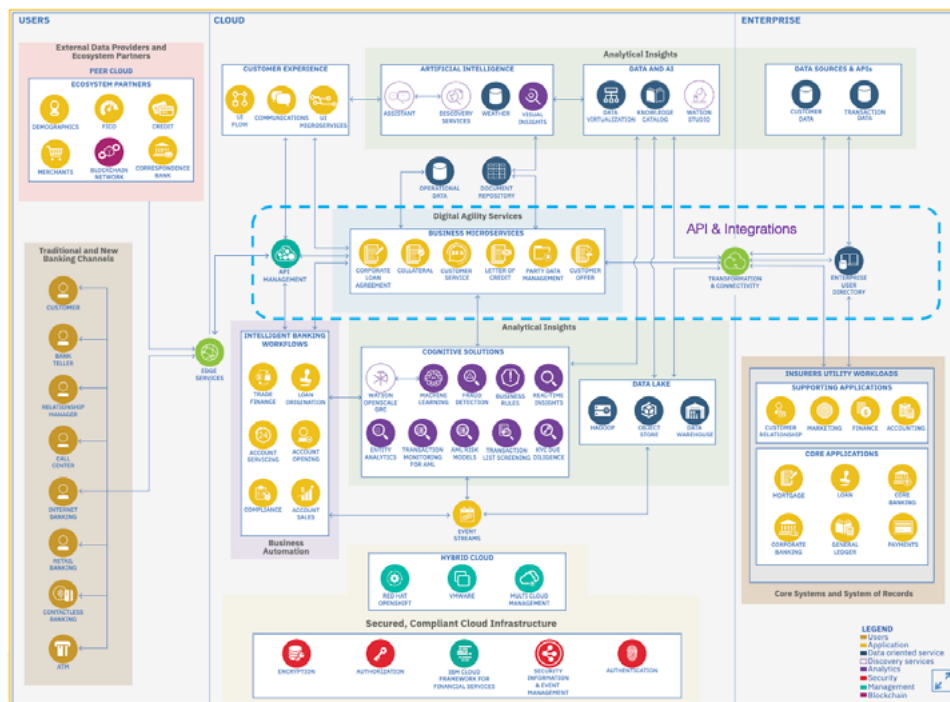 USERS
CLOUD
ENTERPRISE
External Data Providers and
Ecosystem Partners
PEER CLOUD
ECOSYSTEM PARTNERS
DEMOGRAPHICS
FICO
CREDIT
MERCHANTS
BLOCKCHAIN
NETWORK
CORRESPONDENCE
BANK
Traditional and New
Banking Channels
CUSTOMER
BANK
TELLER
RELATIONSHIP
MANAGER
CALL
CENTER
INTERNET
BANKING
RETAIL
BANKING
CONTACTLESS
BANKING
ATM
EDGE
SERVICES
CUSTOMER EXPERIENCE
UI
FLOW
COMMUNICATIONS
UI
MICROSERVICES
Analytical Insights
ARTIFICIAL INTELLIGENCE
ASSISTANT
DISCOVERY
SERVICES
WEATHER
VISUAL
INSIGHTS
DATA AND AI
DATA
VIRTUALIZATION
KNOWLEDGE
CATALOG
WATSON
STUDIO
DATA SOURCES & APIs
CUSTOMER
DATA
TRANSACTION
DATA
OPERATIONAL
DATA
DOCUMENT
REPOSITORY
Digital Agility Services
BUSINESS MICROSERVICES
CORPORATE
LOAN
AGREEMENT
COLLATERAL
CUSTOMER
SERVICE
LETTER OF
CREDIT
PARTY DATA
MANAGEMENT
CUSTOMER
OFFER
API
MANAGEMENT
API & Integrations
TRANSFORMATION
& CONNECTIVITY
ENTERPRISE
USER
DIRECTORY
INTELLIGENT BANKING
WORKFLOWS
TRADE
FINANCE
LOAN
ORIGINATION
24
ACCOUNT
SERVICING
ACCOUNT
OPENING
COMPLIANCE
ACCOUNT
SALES
Business
Automation
Analytical Insights
COGNITIVE SOLUTIONS
WATSON
OPENSCALE
GRC
MACHINE
LEARNING
FRAUD
DETECTION
BUSINESS
RULES
REAL-TIME
INSIGHTS
ENTITY
ANALYTICS
TRANSACTION
MONITORING
FOR AML
AML RISK
MODELS
TRANSACTION
LIST SCREENING
KYC DUE
DILIGENCE
DATA LAKE
HADOOP
OBJECT
STORE
DATA
WAREHOUSE
EVENT
STREAMS
INSURERS UTILITY WORKLOADS
SUPPORTING APPLICATIONS
CUSTOMER
RELATIONSHIP
MARKETING
FINANCE
ACCOUNTING
CORE APPLICATIONS
MORTGAGE
LOAN
CORE
BANKING
CORPORATE
BANKING
GENERAL
LEDGER
PAYMENTS
Core Systems and System of Records
HYBRID CLOUD
RED HAT
OPENSHIFT
VMWARE
MULTI CLOUD
MANAGEMENT
Secured, Compliant Cloud Infrastructure
ENCRYPTION
AUTHORIZATION
IBM CLOUD
FRAMEWORK FOR
FINANCIAL SERVICES
SECURITY
INFORMATION
& EVENT
MANAGEMENT
AUTHENTICATION
LEGEND
Users
Application
Data oriented service
Discovery services
Analytics
Security
Management
Blockchain